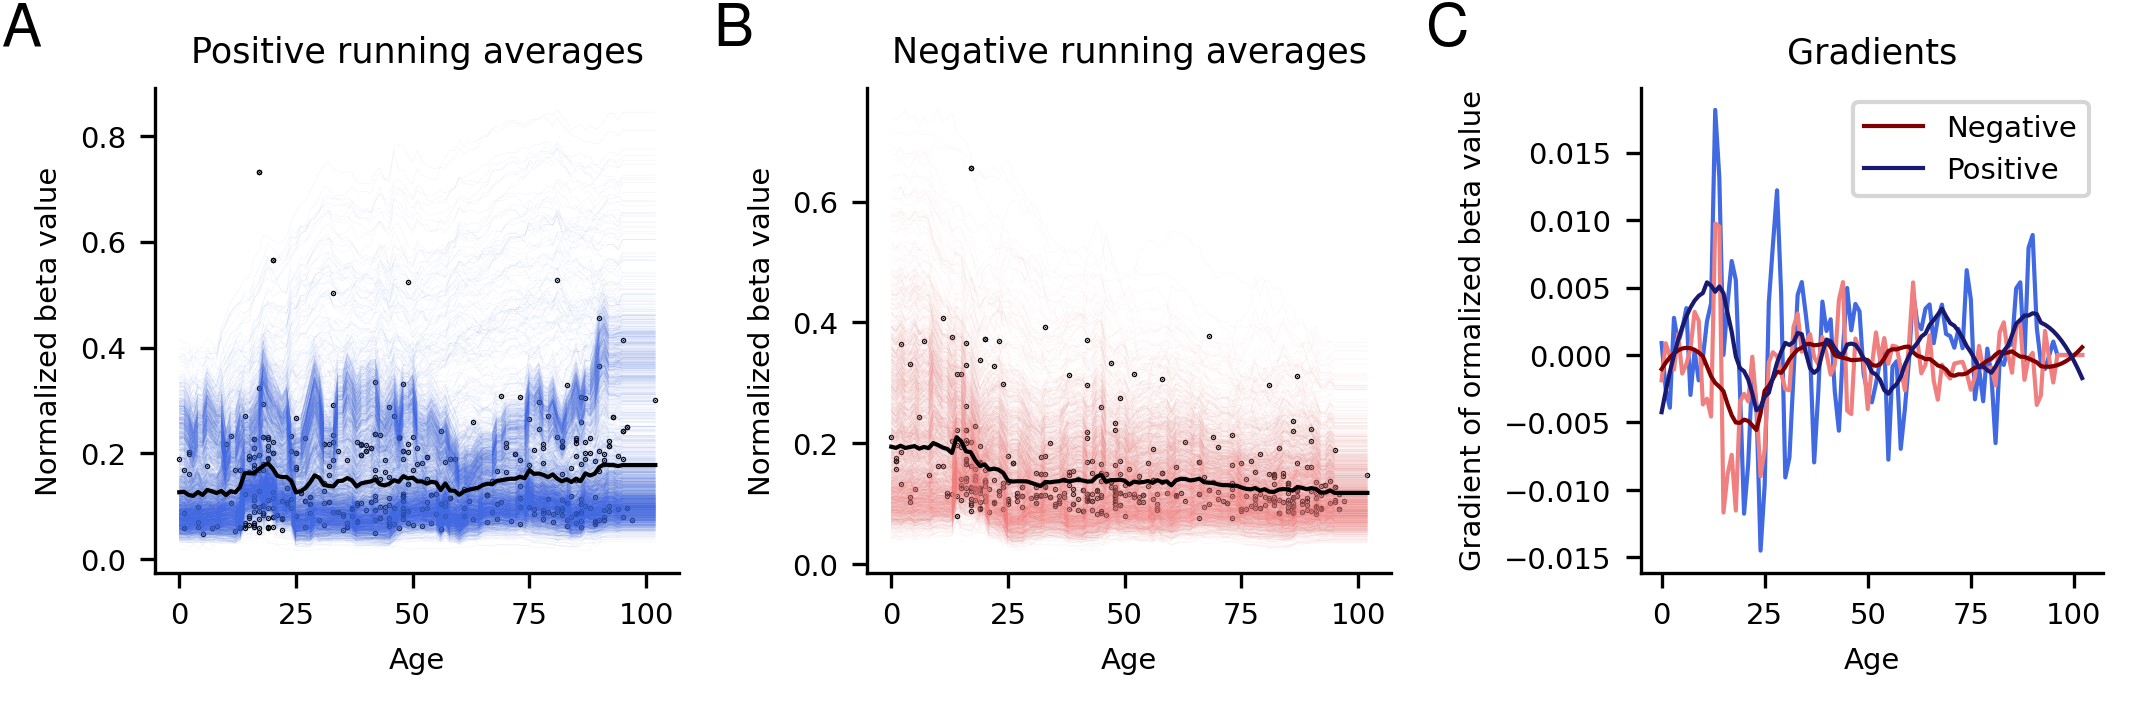 A
Positive running averages
Normalized beta value
0.8
0.6
0.4
0.2
0.0
0
25
50
75
100
Age
B
Negative running averages
Normalized beta value
0.6
0.4
0.2
0.0
0
25
50
75
100
Age
C
Gradients
Gradient of ormalized beta value
0.015
0.010
0.005
0.000
−0.005
−0.010
−0.015
0
25
50
75
100
Age
Negative
Positive